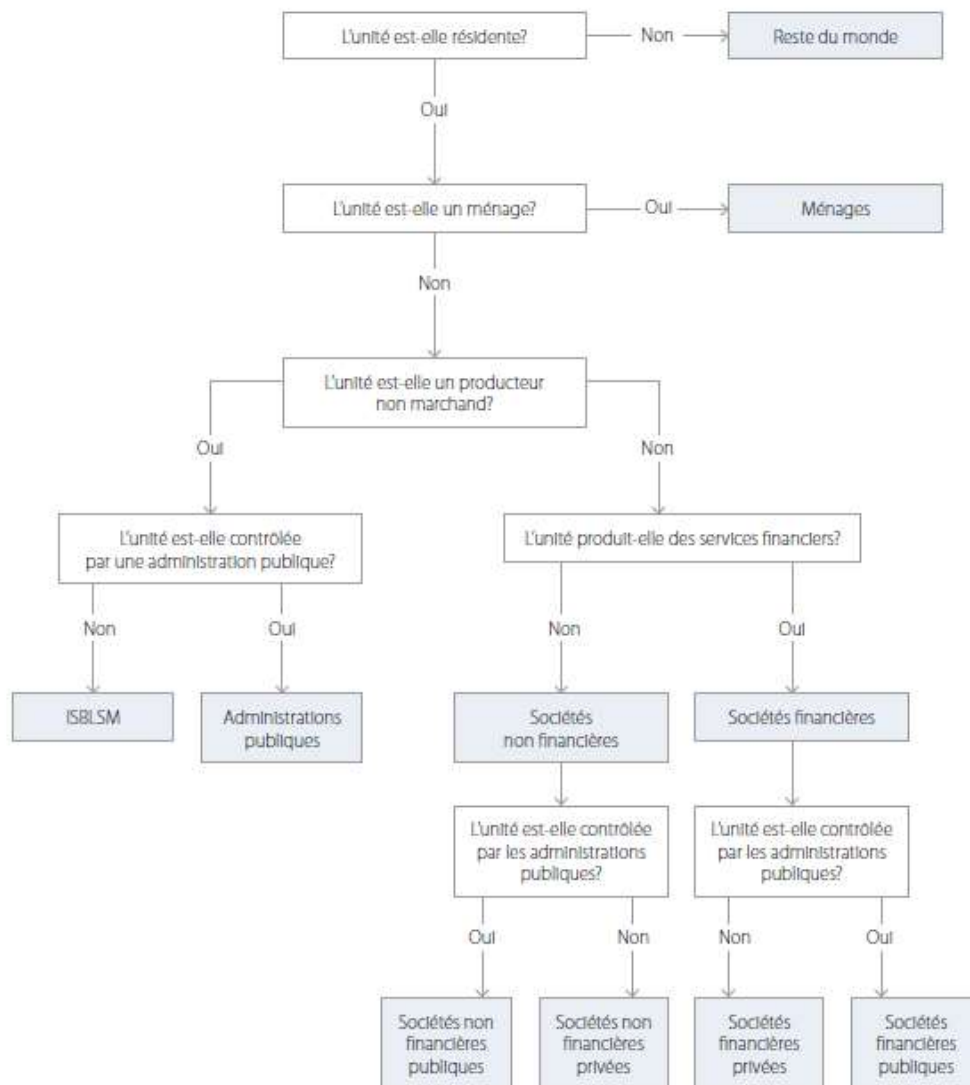 L'unité est-elle résidente?
Non
Reste du monde
Oui
L'unité est-elle un ménage?
Oui
Ménages
Non
L'unité est-elle un producteur
non marchand?
Oui
Non
L'unité est-elle contrôlée
par une administration publique?
L'unité produit-elle des services financiers?
Non
Oui
Non
Oui
ISBLSM
Administrations
publiques
Sociétés
non financières
Sociétés financières
L'unité est-elle contrôlée
par les administrations
publiques?
L'unité est-elle contrôlée
par les administrations
publiques?
Oui
Non
Non
Oui
Sociétés non
financières
publiques
Sociétés non
financières
privées
Sociétés
financières
privées
Sociétés
financières
publiques